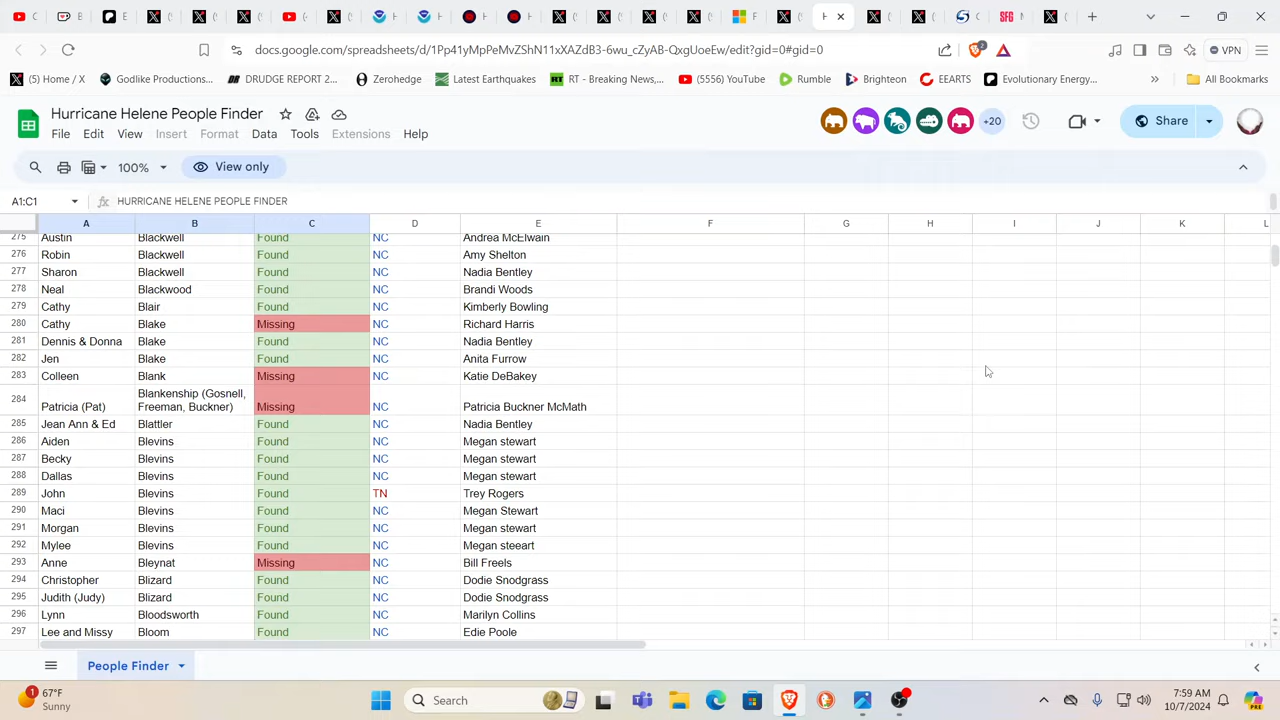 docs.google.com/spreadsheets/d/1Pp41yMpPeMvZShN11xXAZdB3-6wu_cZyAB-QxgUoeEw/edit?gid=0#gid=0
2
VPN
(5) Home / X
Godlike Productions...
DRUDGE REPORT 2...
Zerohedge
Latest Earthquakes
RT - Breaking News,...
(5556) YouTube
Rumble
Brighteon
EEARTS
Evolutionary Energy...
All Bookmarks
Hurricane Helene People Finder
File Edit View Insert Format Data Tools Extensions Help
+20
Share
100%
View only
A1:C1
fx
HURRICANE HELENE PEOPLE FINDER
A B C D E F G H I J K L
275 Austin Blackwell Found NC Andrea McElwain
276 Robin Blackwell Found NC Amy Shelton
277 Sharon Blackwell Found NC Nadia Bentley
278 Neal Blackwood Found NC Brandi Woods
279 Cathy Blair Found NC Kimberly Bowling
280 Cathy Blake Missing NC Richard Harris
281 Dennis & Donna Blake Found NC Nadia Bentley
282 Jen Blake Found NC Anita Furrow
283 Colleen Blank Missing NC Katie DeBakey
Blankenship (Gosnell,
284 Patricia (Pat) Freeman, Buckner) Missing NC Patricia Buckner McMath
285 Jean Ann & Ed Blattler Found NC Nadia Bentley
286 Aiden Blevins Found NC Megan stewart
287 Becky Blevins Found NC Megan stewart
288 Dallas Blevins Found NC Megan stewart
289 John Blevins Found TN Trey Rogers
290 Maci Blevins Found NC Megan Stewart
291 Morgan Blevins Found NC Megan stewart
292 Mylee Blevins Found NC Megan steeart
293 Anne Bleynat Missing NC Bill Freels
294 Christopher Blizard Found NC Dodie Snodgrass
295 Judith (Judy) Blizard Found NC Dodie Snodgrass
296 Lynn Bloodsworth Found NC Marilyn Collins
297 Lee and Missy Bloom Found NC Edie Poole
People Finder
1
67°F
Sunny
Search
7:59 AM
10/7/2024